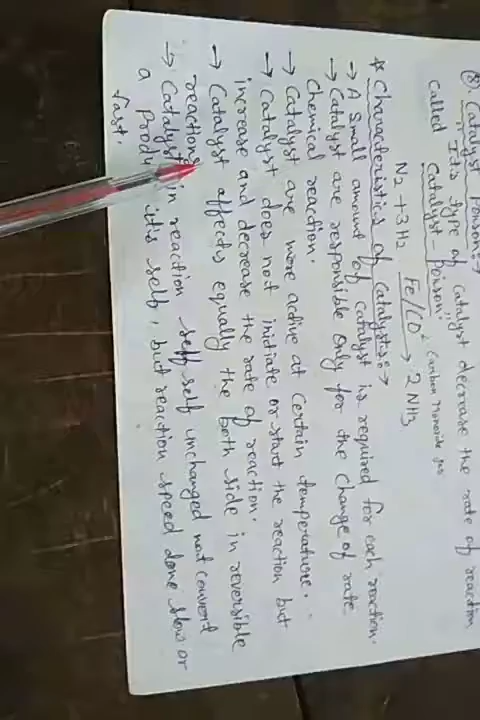 (8). Catalyst Poison:→
It is type of catalyst decrease the rate of reaction
called Catalyst-Poison:
N2 + 3H2 Fe/CO → 2NH3
Carbon Monoxide gas
* Characteristics of Catalysts:→
→ A Small amount of Catalyst is required for each reaction.
→ Catalyst are responsible only for the change of rate
Chemical reaction.
→ Catalyst are more active at certain temperature.
→ Catalyst does not initiate or start the reaction but
increase and decrease the rate of reaction.
→ Catalyst affects equally the both side in reversible
reactions
→ Catalyst in reaction self unchanged not convert
a produ it's self, but reaction speed done slow or
fast.